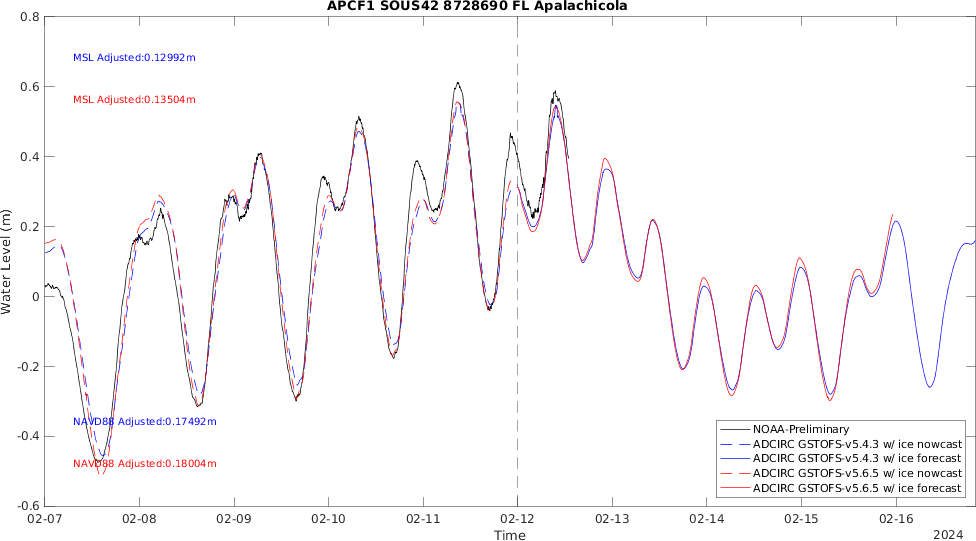 APCF1 SOUS42 8728690 FL Apalachicola
0.8
0.6
0.4
0.2
0
-0.2
-0.4
-0.6
Water Level (m)
MSL Adjusted:0.12992m
MSL Adjusted:0.13504m
NAVD88 Adjusted:0.17492m
NAVD88 Adjusted:0.18004m
NOAA-Preliminary
ADCIRC GSTOFS-v5.4.3 w/ ice nowcast
ADCIRC GSTOFS-v5.4.3 w/ ice forecast
ADCIRC GSTOFS-v5.6.5 w/ ice nowcast
ADCIRC GSTOFS-v5.6.5 w/ ice forecast
02-07 02-08 02-09 02-10 02-11 02-12 02-13 02-14 02-15 02-16
Time
2024